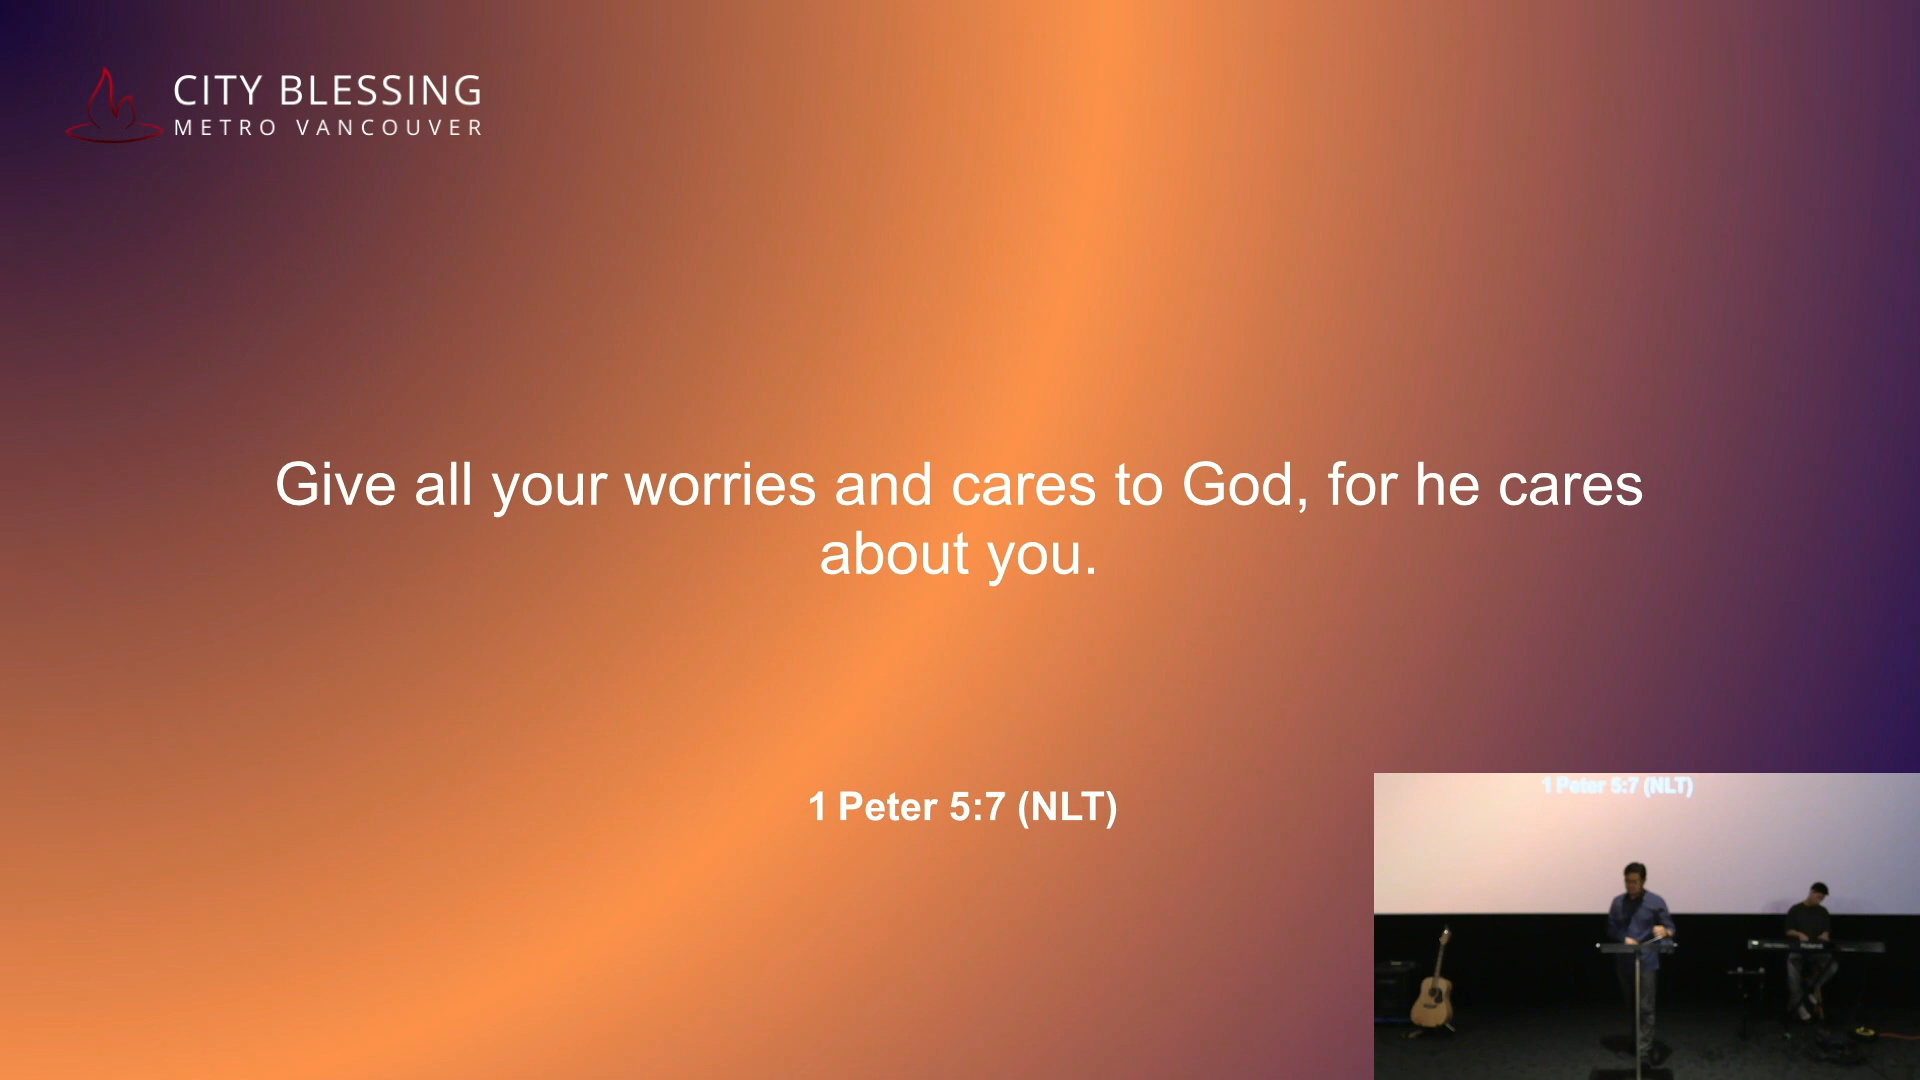 CITY BLESSING
METRO VANCOUVER
Give all your worries and cares to God, for he cares
about you.
1 Peter 5:7 (NLT)
1 Peter 5:7 (NLT)